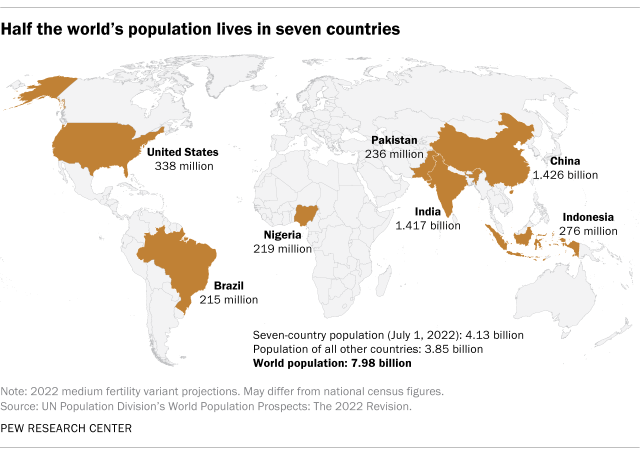 Half the world's population lives in seven countries
United States
338 million
Pakistan
236 million
China
1.426 billion
India
1.417 billion
Indonesia
276 million
Nigeria
219 million
Brazil
215 million
Seven-country population (July 1, 2022): 4.13 billion
Population of all other countries: 3.85 billion
World population: 7.98 billion
Note: 2022 medium fertility variant projections. May differ from national census figures.
Source: UN Population Division's World Population Prospects: The 2022 Revision.
PEW RESEARCH CENTER